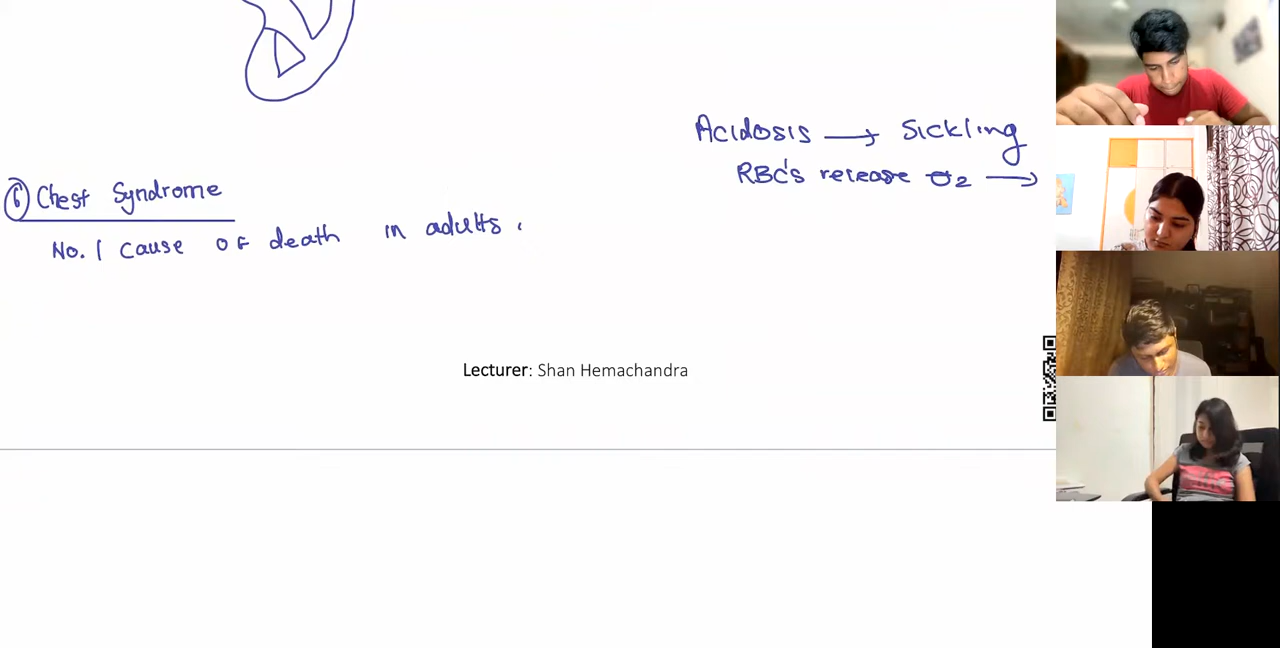 Acidosis → Sickling
RBC's release O2 →
⑥ Chest Syndrome
No. 1 cause of death in adults.
Lecturer: Shan Hemachandra